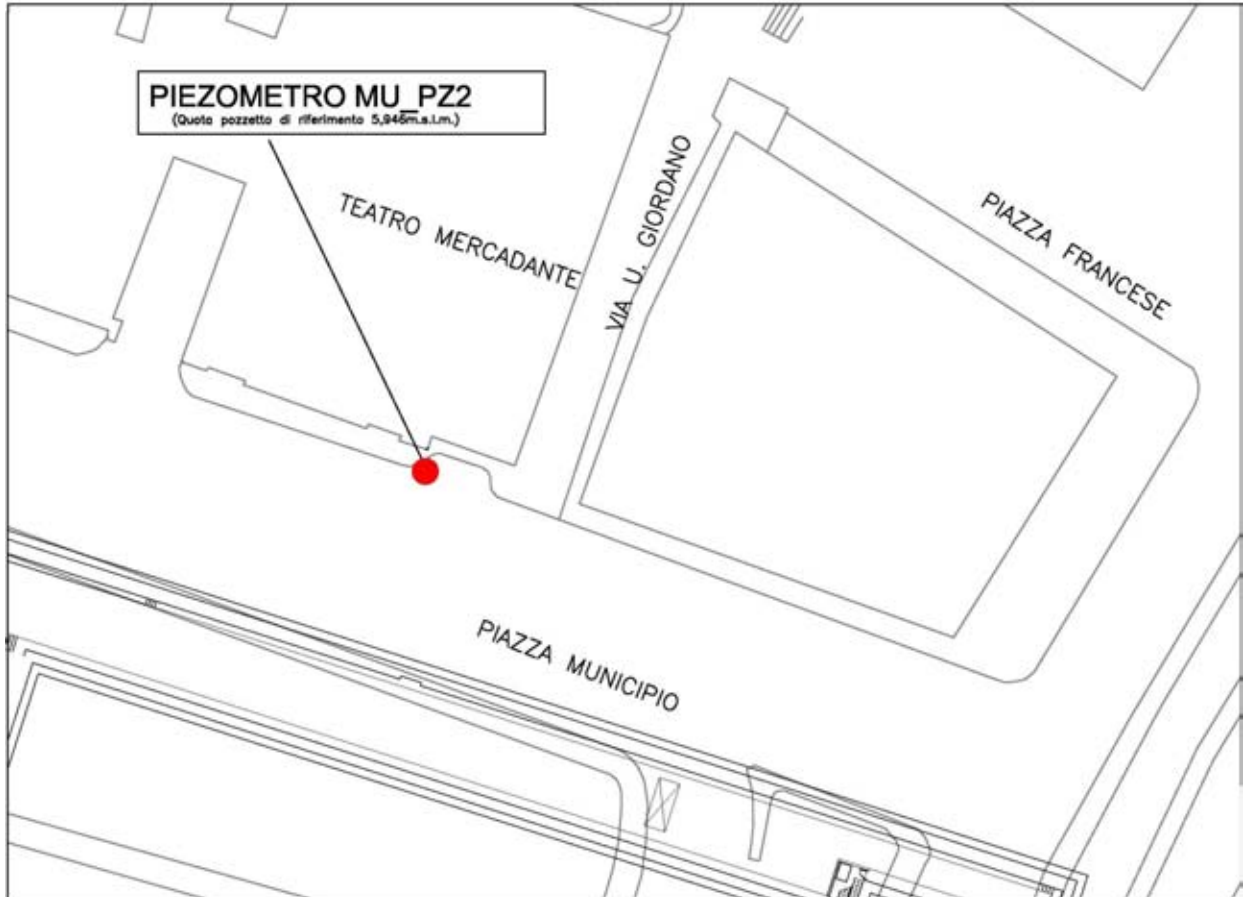 PIEZOMETRO MU_PZ2
(Quota pozzetto di riferimento 5,946m.s.l.m.)
TEATRO MERCADANTE
VIA U. GIORDANO
PIAZZA FRANCESE
PIAZZA MUNICIPIO